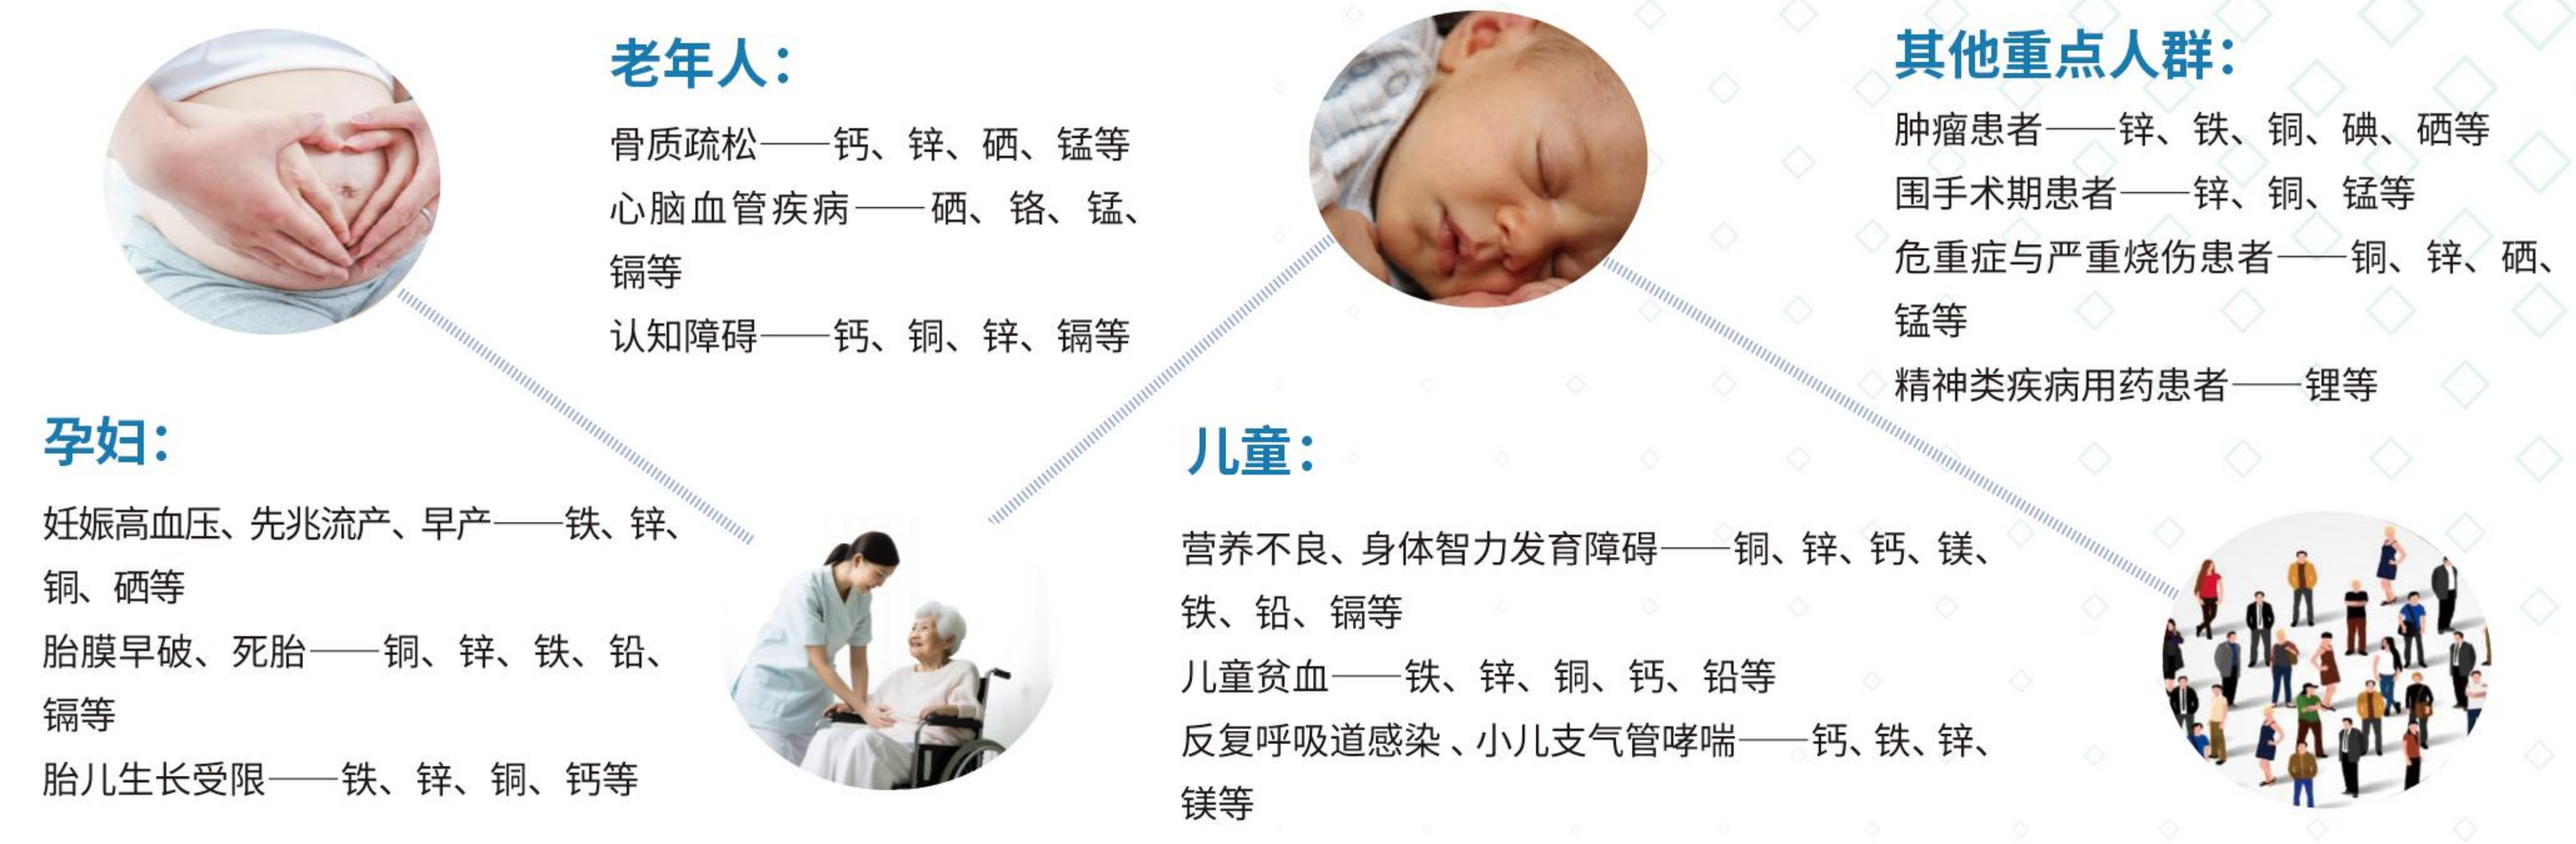 孕妇：
妊娠高血压、先兆流产、早产——铁、锌、
铜、硒等
胎膜早破、死胎——铜、锌、铁、铅、
镉等
胎儿生长受限——铁、锌、铜、钙等
老年人：
骨质疏松——钙、锌、硒、锰等
心脑血管疾病——硒、铬、锰、
镉等
认知障碍——钙、铜、锌、镉等
儿童：
营养不良、身体智力发育障碍——铜、锌、钙、镁、
铁、铅、镉等
儿童贫血——铁、锌、铜、钙、铅等
反复呼吸道感染、小儿支气管哮喘——钙、铁、锌、
镁等
其他重点人群：
肿瘤患者——锌、铁、铜、碘、硒等
围手术期患者——锌、铜、锰等
危重症与严重烧伤患者——铜、锌、硒、
锰等
精神类疾病用药患者——锂等